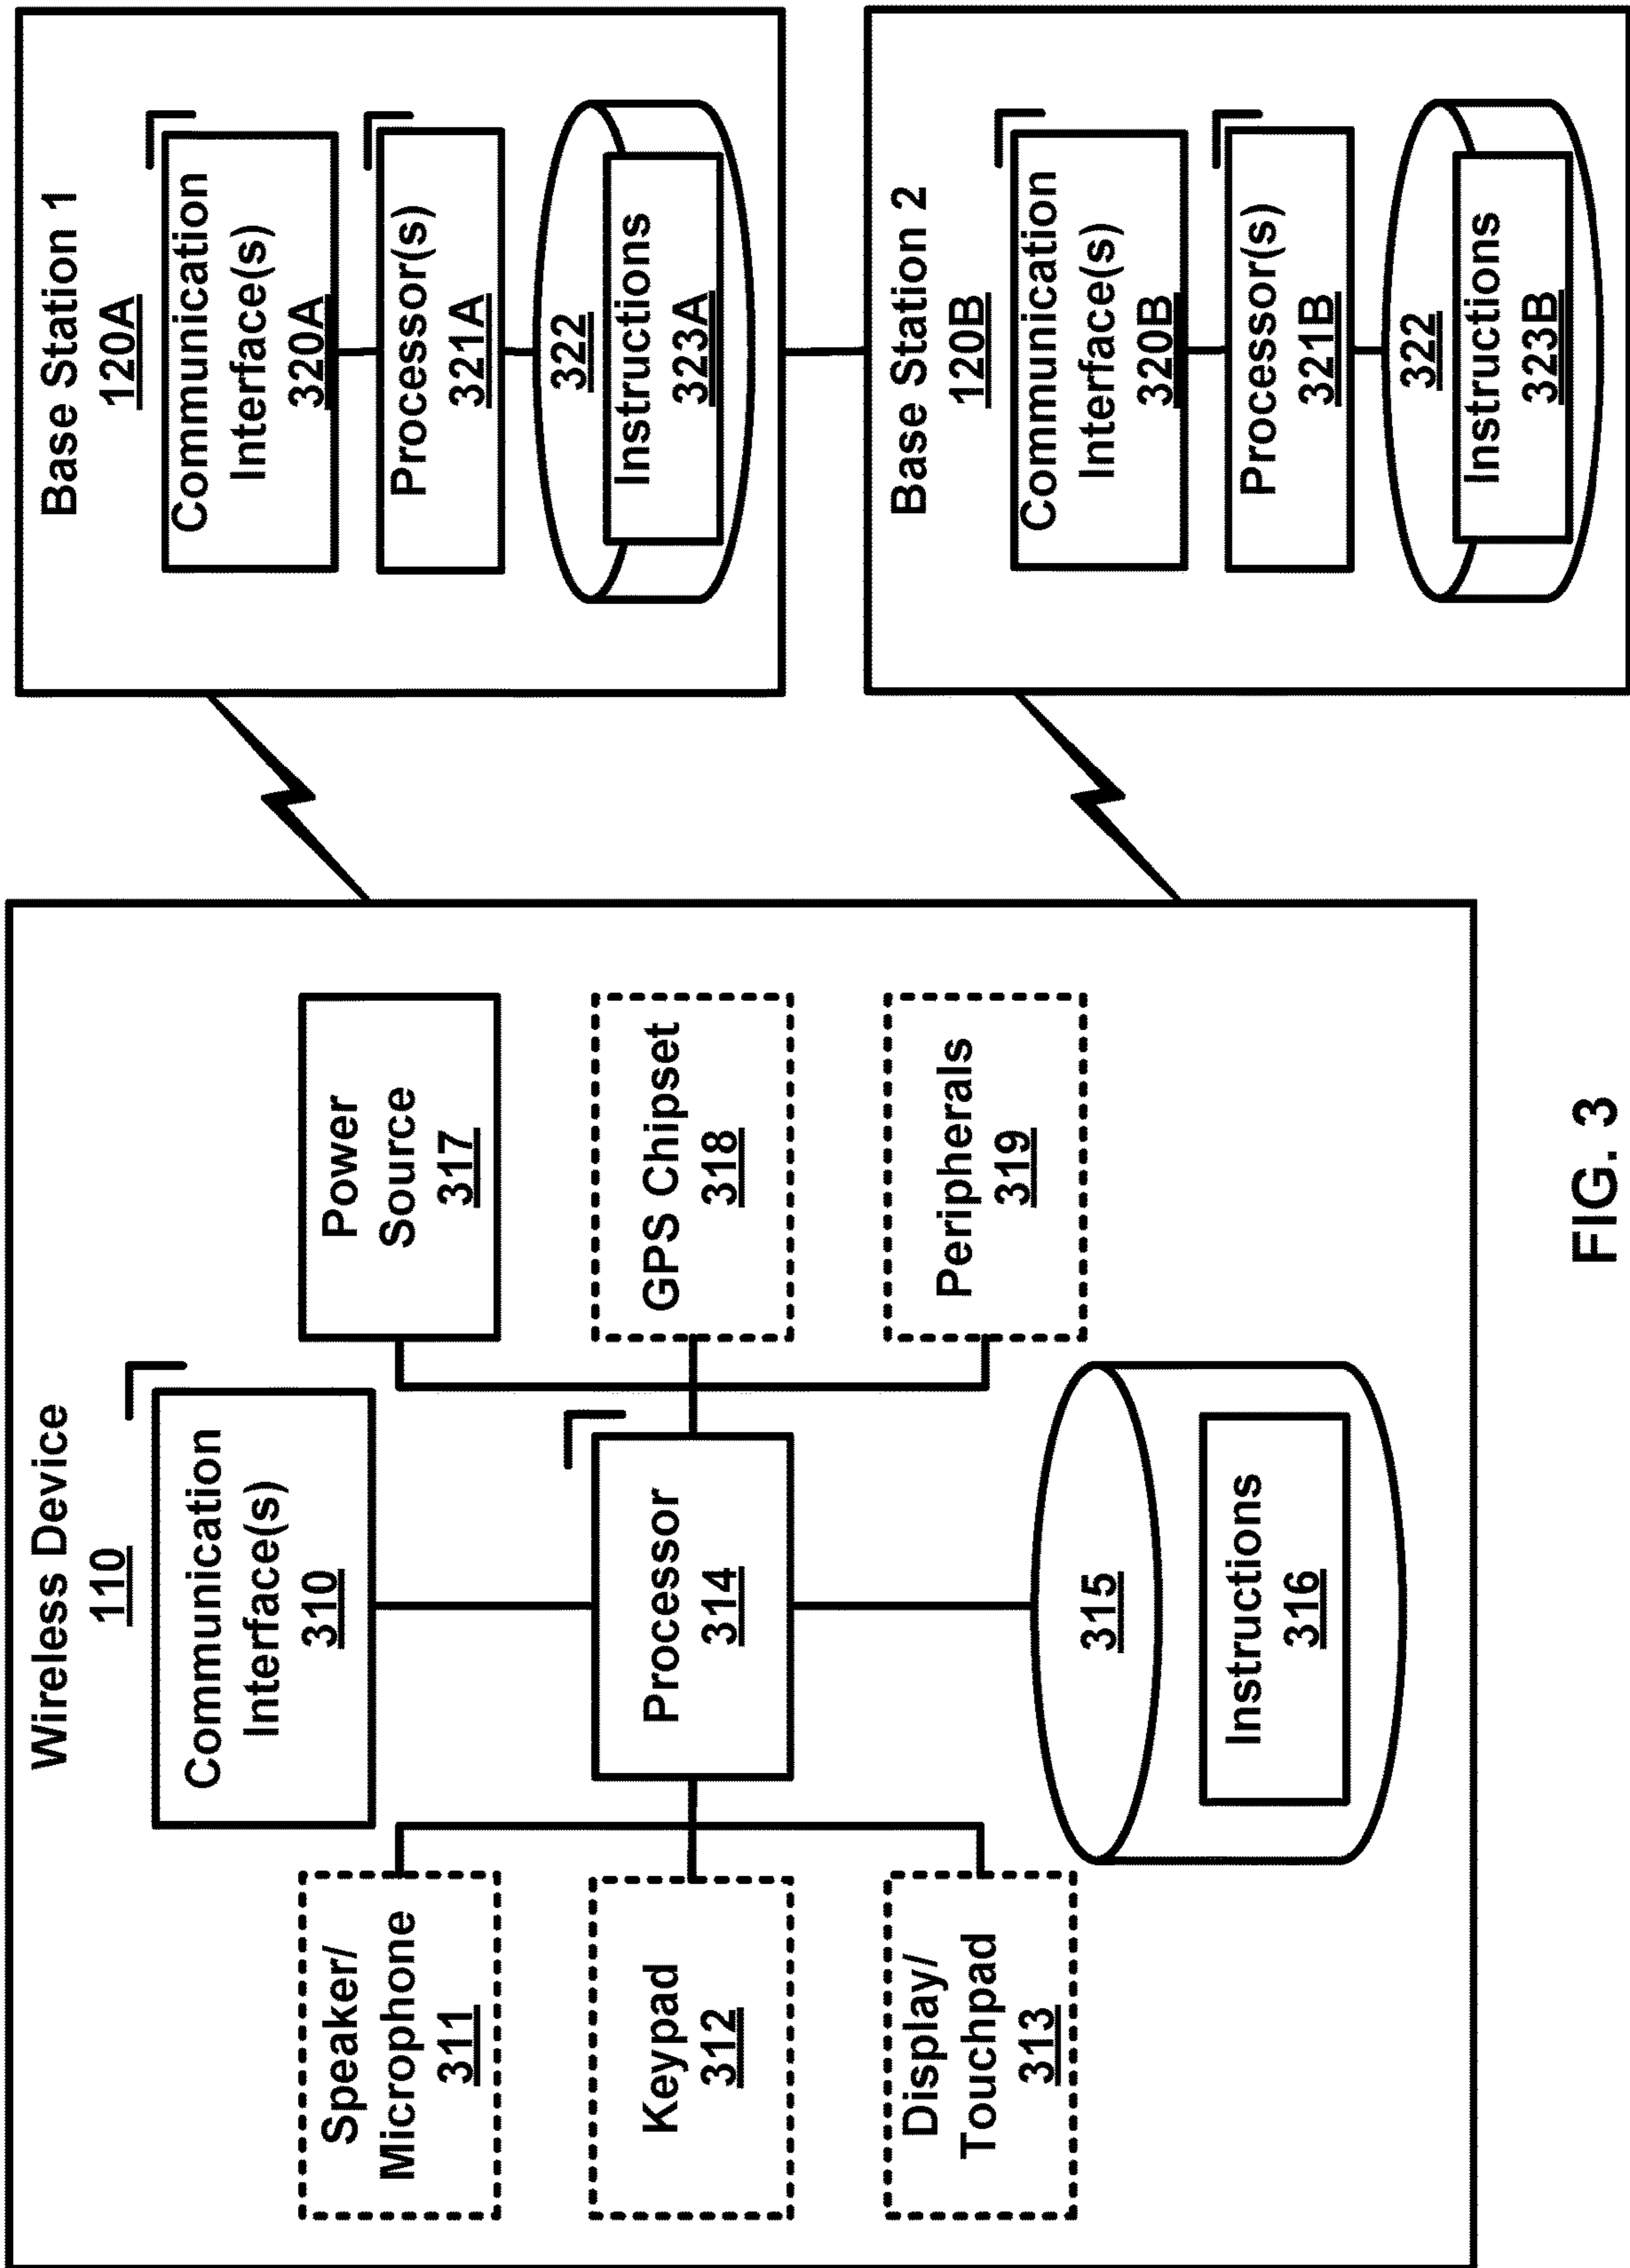 Wireless Device
110
Communication
Interface(s)
310
Speaker/
Microphone
311
Keypad
312
Display/
Touchpad
313
Processor
314
315
Instructions
316
Power
Source
317
GPS Chipset
318
Peripherals
319
Base Station 1
120A
Communication
Interface(s)
320A
Processor(s)
321A
322
Instructions
323A
Base Station 2
120B
Communication
Interface(s)
320B
Processor(s)
321B
322
Instructions
323B
FIG. 3